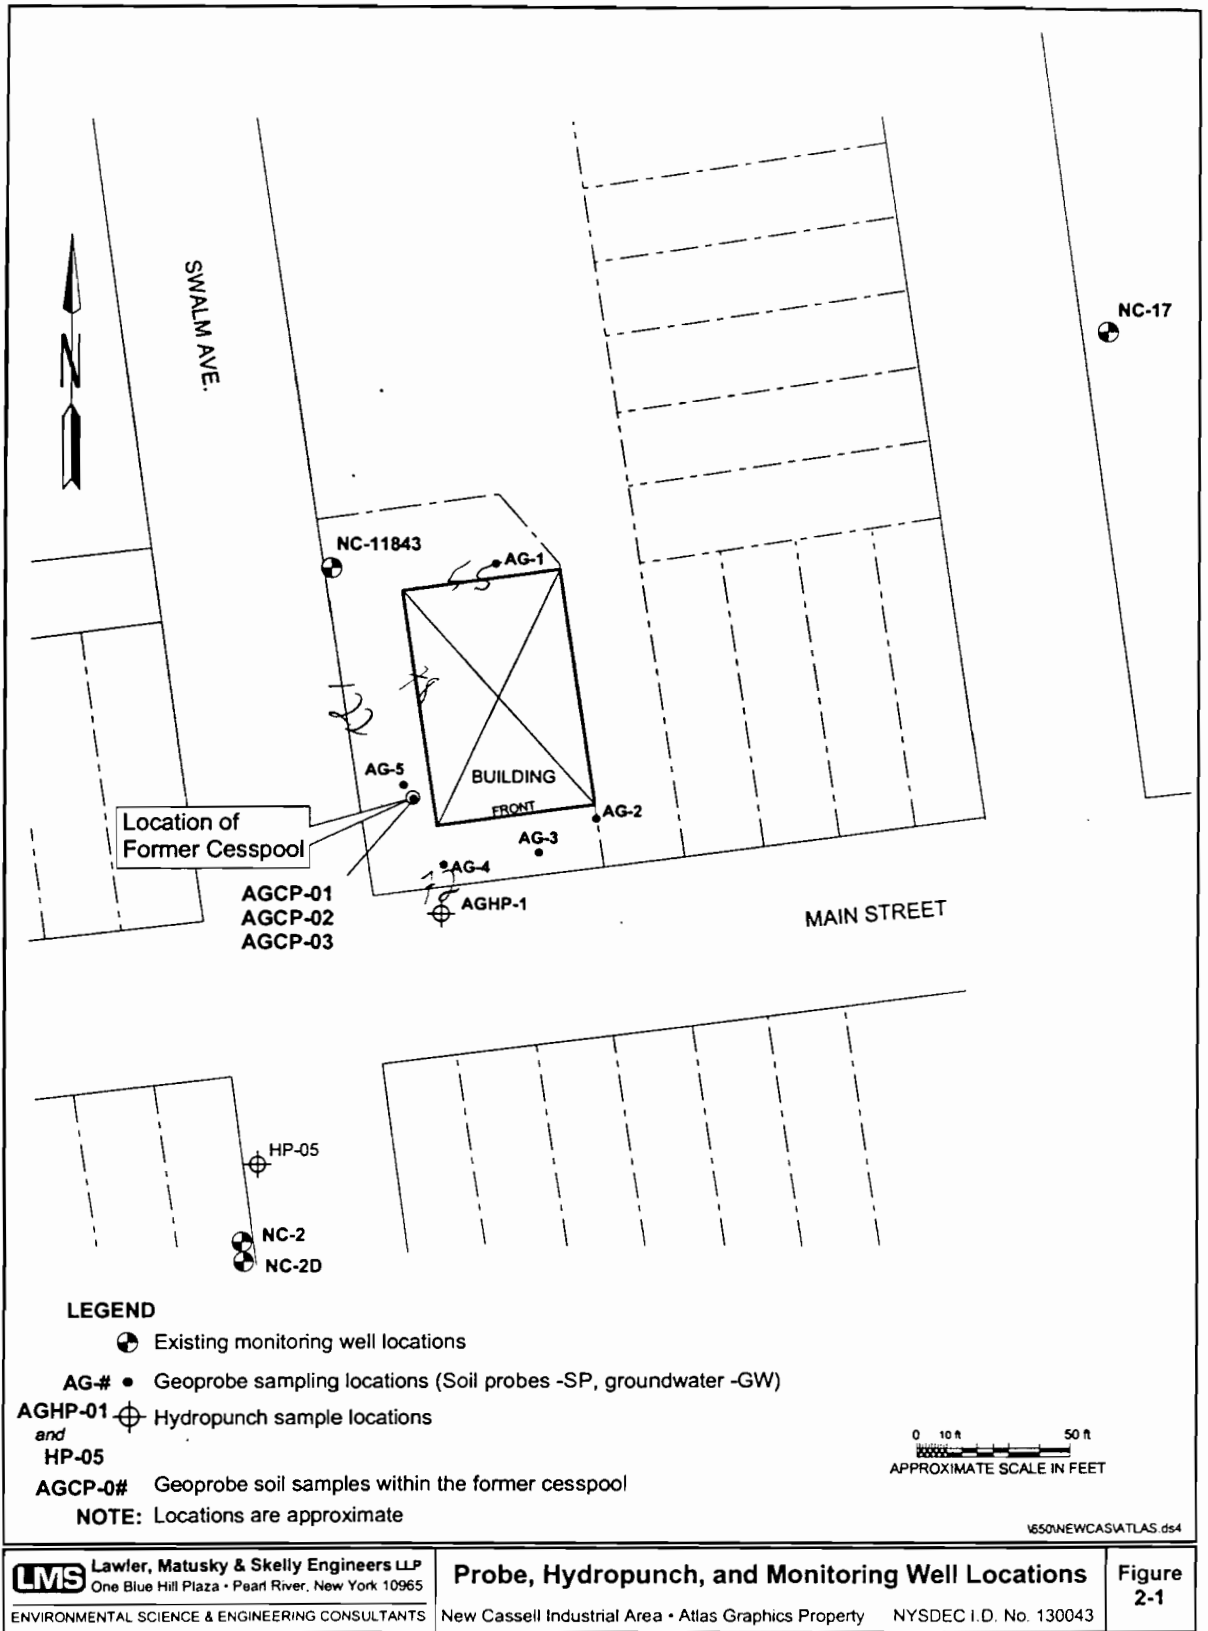 N
SWALM AVE.
NC-17
NC-11843
AG-1
AG-5
BUILDING
FRONT
AG-2
AG-3
AG-4
Location of
Former Cesspool
AGCP-01
AGCP-02
AGCP-03
AGHP-1
MAIN STREET
HP-05
NC-2
NC-2D
LEGEND
Existing monitoring well locations
AG-# • Geoprobe sampling locations (Soil probes -SP, groundwater -GW)
AGHP-01 Hydropunch sample locations
and
HP-05
AGCP-0# Geoprobe soil samples within the former cesspool
NOTE: Locations are approximate
0 10 ft 50 ft
APPROXIMATE SCALE IN FEET
\650\NEWCAS\ATLAS.ds4
LMS Lawler, Matusky & Skelly Engineers LLP
One Blue Hill Plaza • Pearl River, New York 10965
ENVIRONMENTAL SCIENCE & ENGINEERING CONSULTANTS
Probe, Hydropunch, and Monitoring Well Locations
New Cassell Industrial Area • Atlas Graphics Property NYSDEC I.D. No. 130043
Figure
2-1